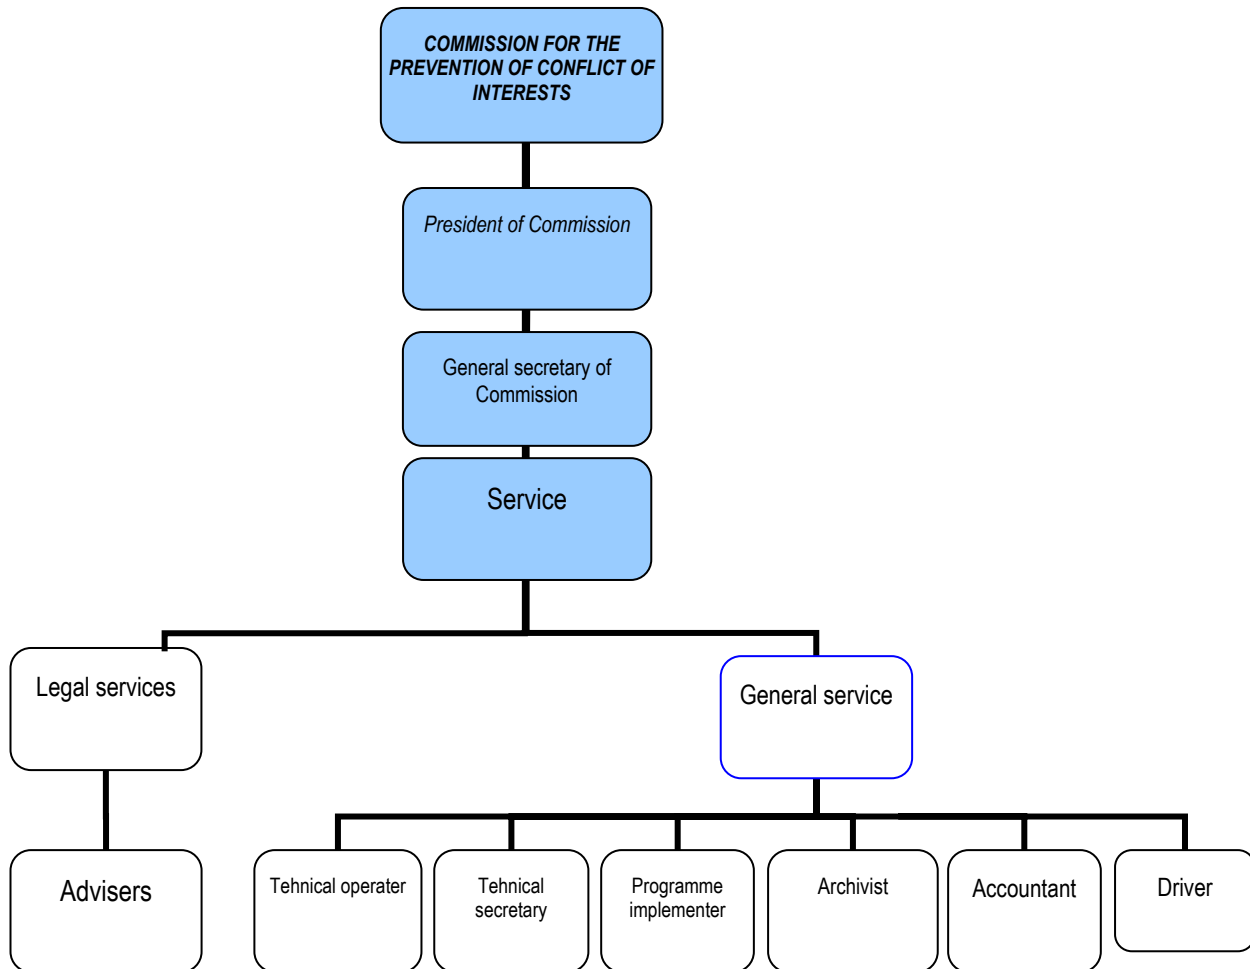 COMMISSION FOR THE
PREVENTION OF CONFLICT OF
INTERESTS
President of Commission
General secretary of
Commission
Service
Legal services
General service
Advisers
Tehnical operater
Tehnical
secretary
Programme
implementer
Archivist
Accountant
Driver